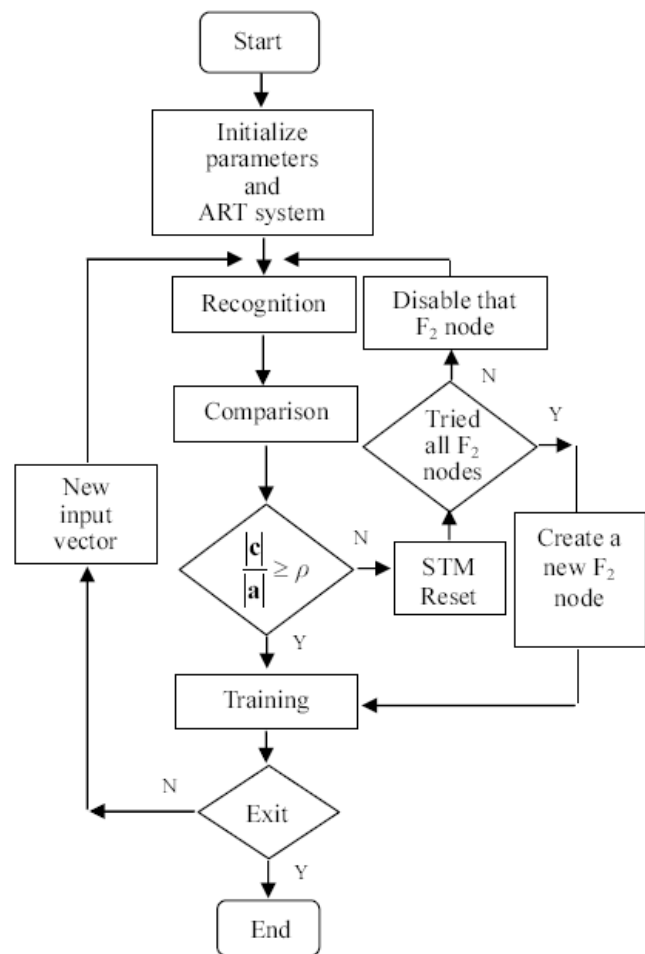 Start
Initialize
parameters
and
ART system
Recognition
Disable that
F₂ node
N
Comparison
Tried
all F₂
nodes
Y
New
input
vector
|c|
|a| ≥ ρ
N
STM
Reset
Create a
new F₂
node
Y
Training
N
Exit
Y
End